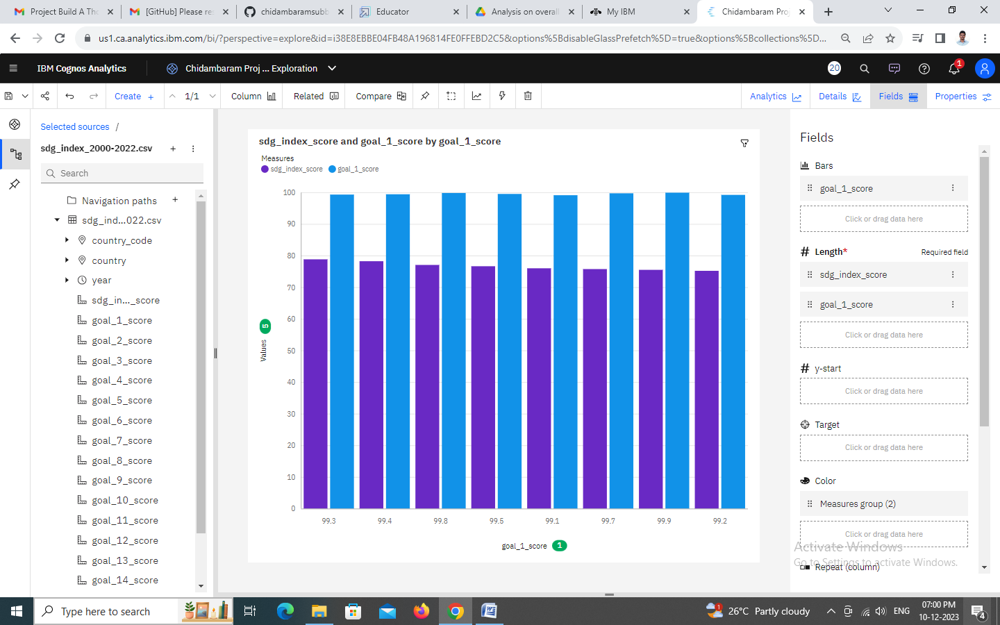 Project Build A Tho
[GitHub] Please re
chidambaramsubb
Educator
Analysis on overall
My IBM
Chidambaram Proj
us1.ca.analytics.ibm.com/bi/?perspective=explore&id=i38E8EBBE04FB48A196814FE0FFEBD2C5&options%5BdisableGlassPrefetch%5D=true&options%5Bcollections%5D...
IBM Cognos Analytics
Chidambaram Proj ... Exploration
20
1
Create +
1/1
Column
Related
Compare
Analytics
Details
Fields
Properties
Selected sources /
sdg_index_2000-2022.csv
Search
Navigation paths
sdg_ind...022.csv
country_code
country
year
sdg_in..._score
goal_1_score
goal_2_score
goal_3_score
goal_4_score
goal_5_score
goal_6_score
goal_7_score
goal_8_score
goal_9_score
goal_10_score
goal_11_score
goal_12_score
goal_13_score
goal_14_score
sdg_index_score and goal_1_score by goal_1_score
Measures
sdg_index_score goal_1_score
100
90
80
70
60
50
40
30
20
10
0
Values 5
99.3 99.4 99.8 99.5 99.1 99.7 99.9 99.2
goal_1_score 1
Fields
Bars
goal_1_score
Click or drag data here
Length* Required field
sdg_index_score
goal_1_score
Click or drag data here
y-start
Click or drag data here
Target
Click or drag data here
Color
Measures group (2)
Click or drag data here
Activate Windows
Go to Settings to activate Windows.
Repeat (column)
Type here to search
1
26°C Partly cloudy
ENG
07:00 PM
10-12-2023
4